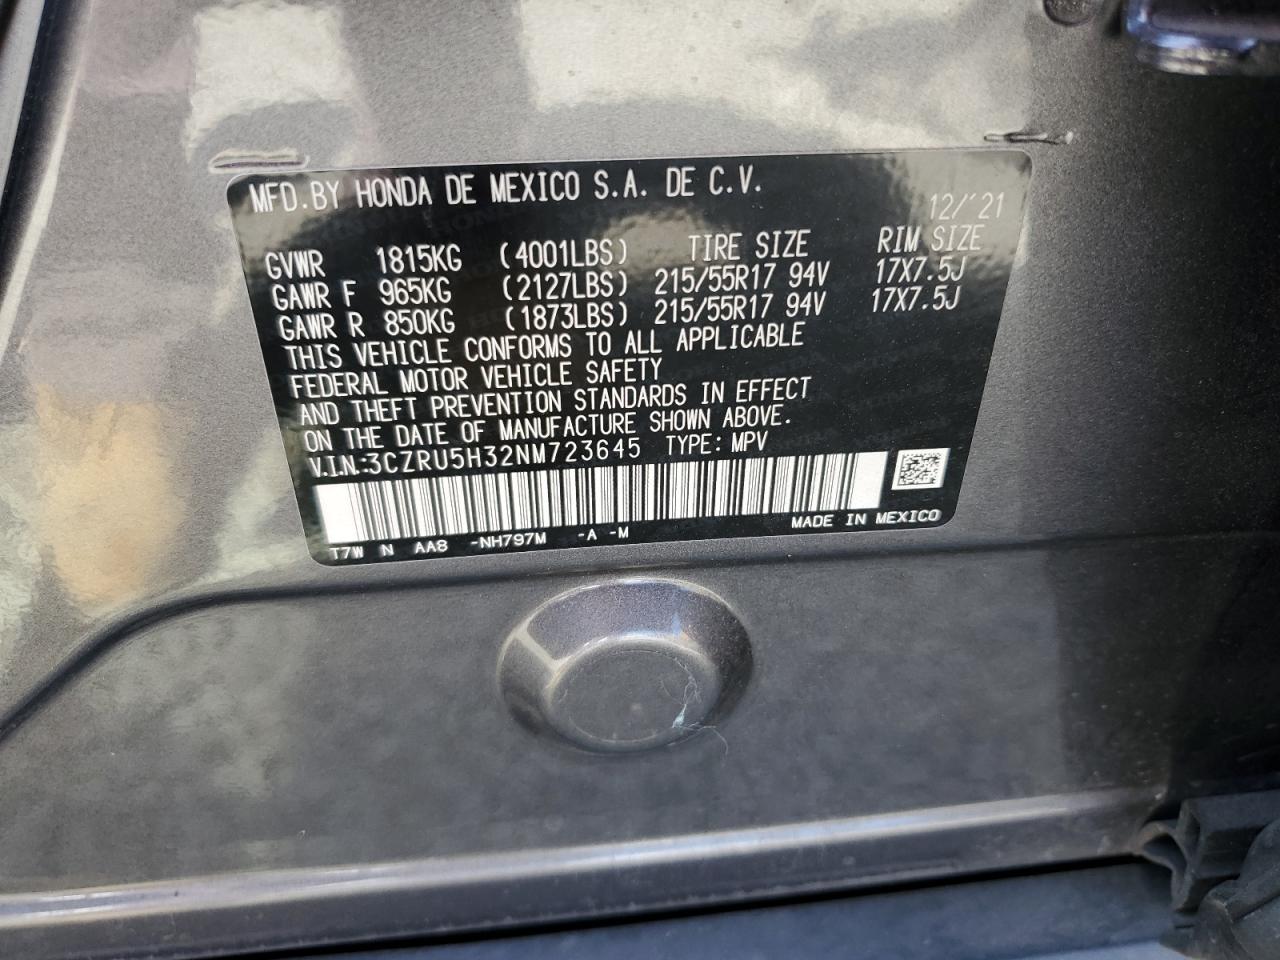 MFD.BY HONDA DE MEXICO S.A. DE C.V.
12/'21
GVWR 1815KG (4001LBS) TIRE SIZE RIM SIZE
GAWR F 965KG (2127LBS) 215/55R17 94V 17X7.5J
GAWR R 850KG (1873LBS) 215/55R17 94V 17X7.5J
THIS VEHICLE CONFORMS TO ALL APPLICABLE
FEDERAL MOTOR VEHICLE SAFETY
AND THEFT PREVENTION STANDARDS IN EFFECT
ON THE DATE OF MANUFACTURE SHOWN ABOVE.
V.I.N.:3CZRU5H32NM723645 TYPE: MPV
MADE IN MEXICO
T7W N AA8 -NH797M -A -M